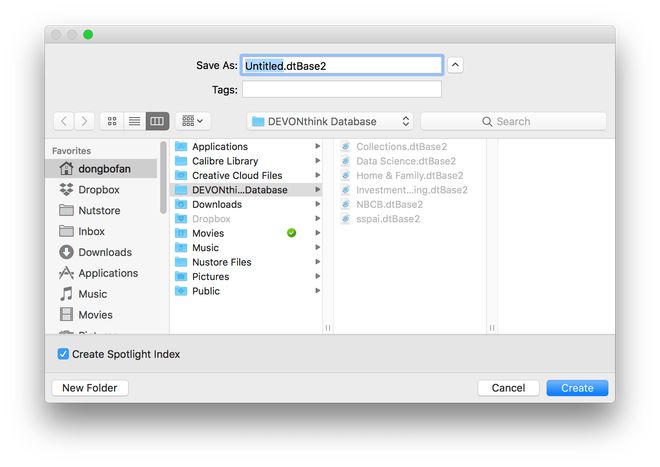 Save As: Untitled.dtBase2
Tags:
DEVONthink Database
Search
Favorites
dongbofan
Dropbox
Nutstore
Inbox
Downloads
Applications
Music
Movies
Applications
Calibre Library
Creative Cloud Files
DEVONthin...Database
Downloads
Dropbox
Movies
Music
Nustore Files
Pictures
Public
Collections.dtBase2
Data Science.dtBase2
Home & Family.dtBase2
Investment...ing.dtBase2
NBCB.dtBase2
sspai.dtBase2
Create Spotlight Index
New Folder
Cancel
Create